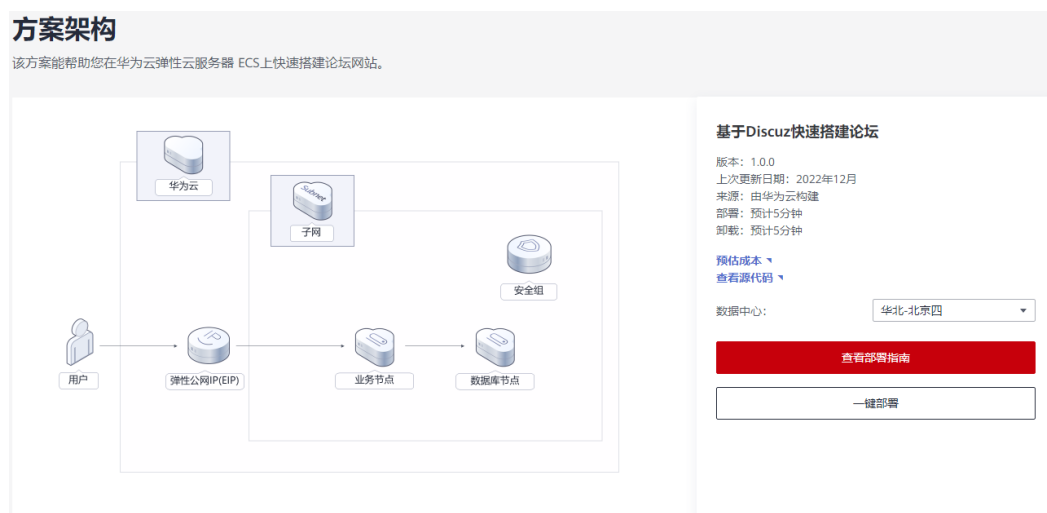 方案架构
该方案能帮助您在华为云弹性云服务器 ECS上快速搭建论坛网站。
华为云
Subnet
子网
安全组
IP
用户
弹性公网IP(EIP)
业务节点
数据库节点
基于Discuz快速搭建论坛
版本：1.0.0
上次更新日期：2022年12月
来源：由华为云构建
部署：预计5分钟
卸载：预计5分钟
预估成本
查看源代码
数据中心：
华北-北京四
查看部署指南
一键部署